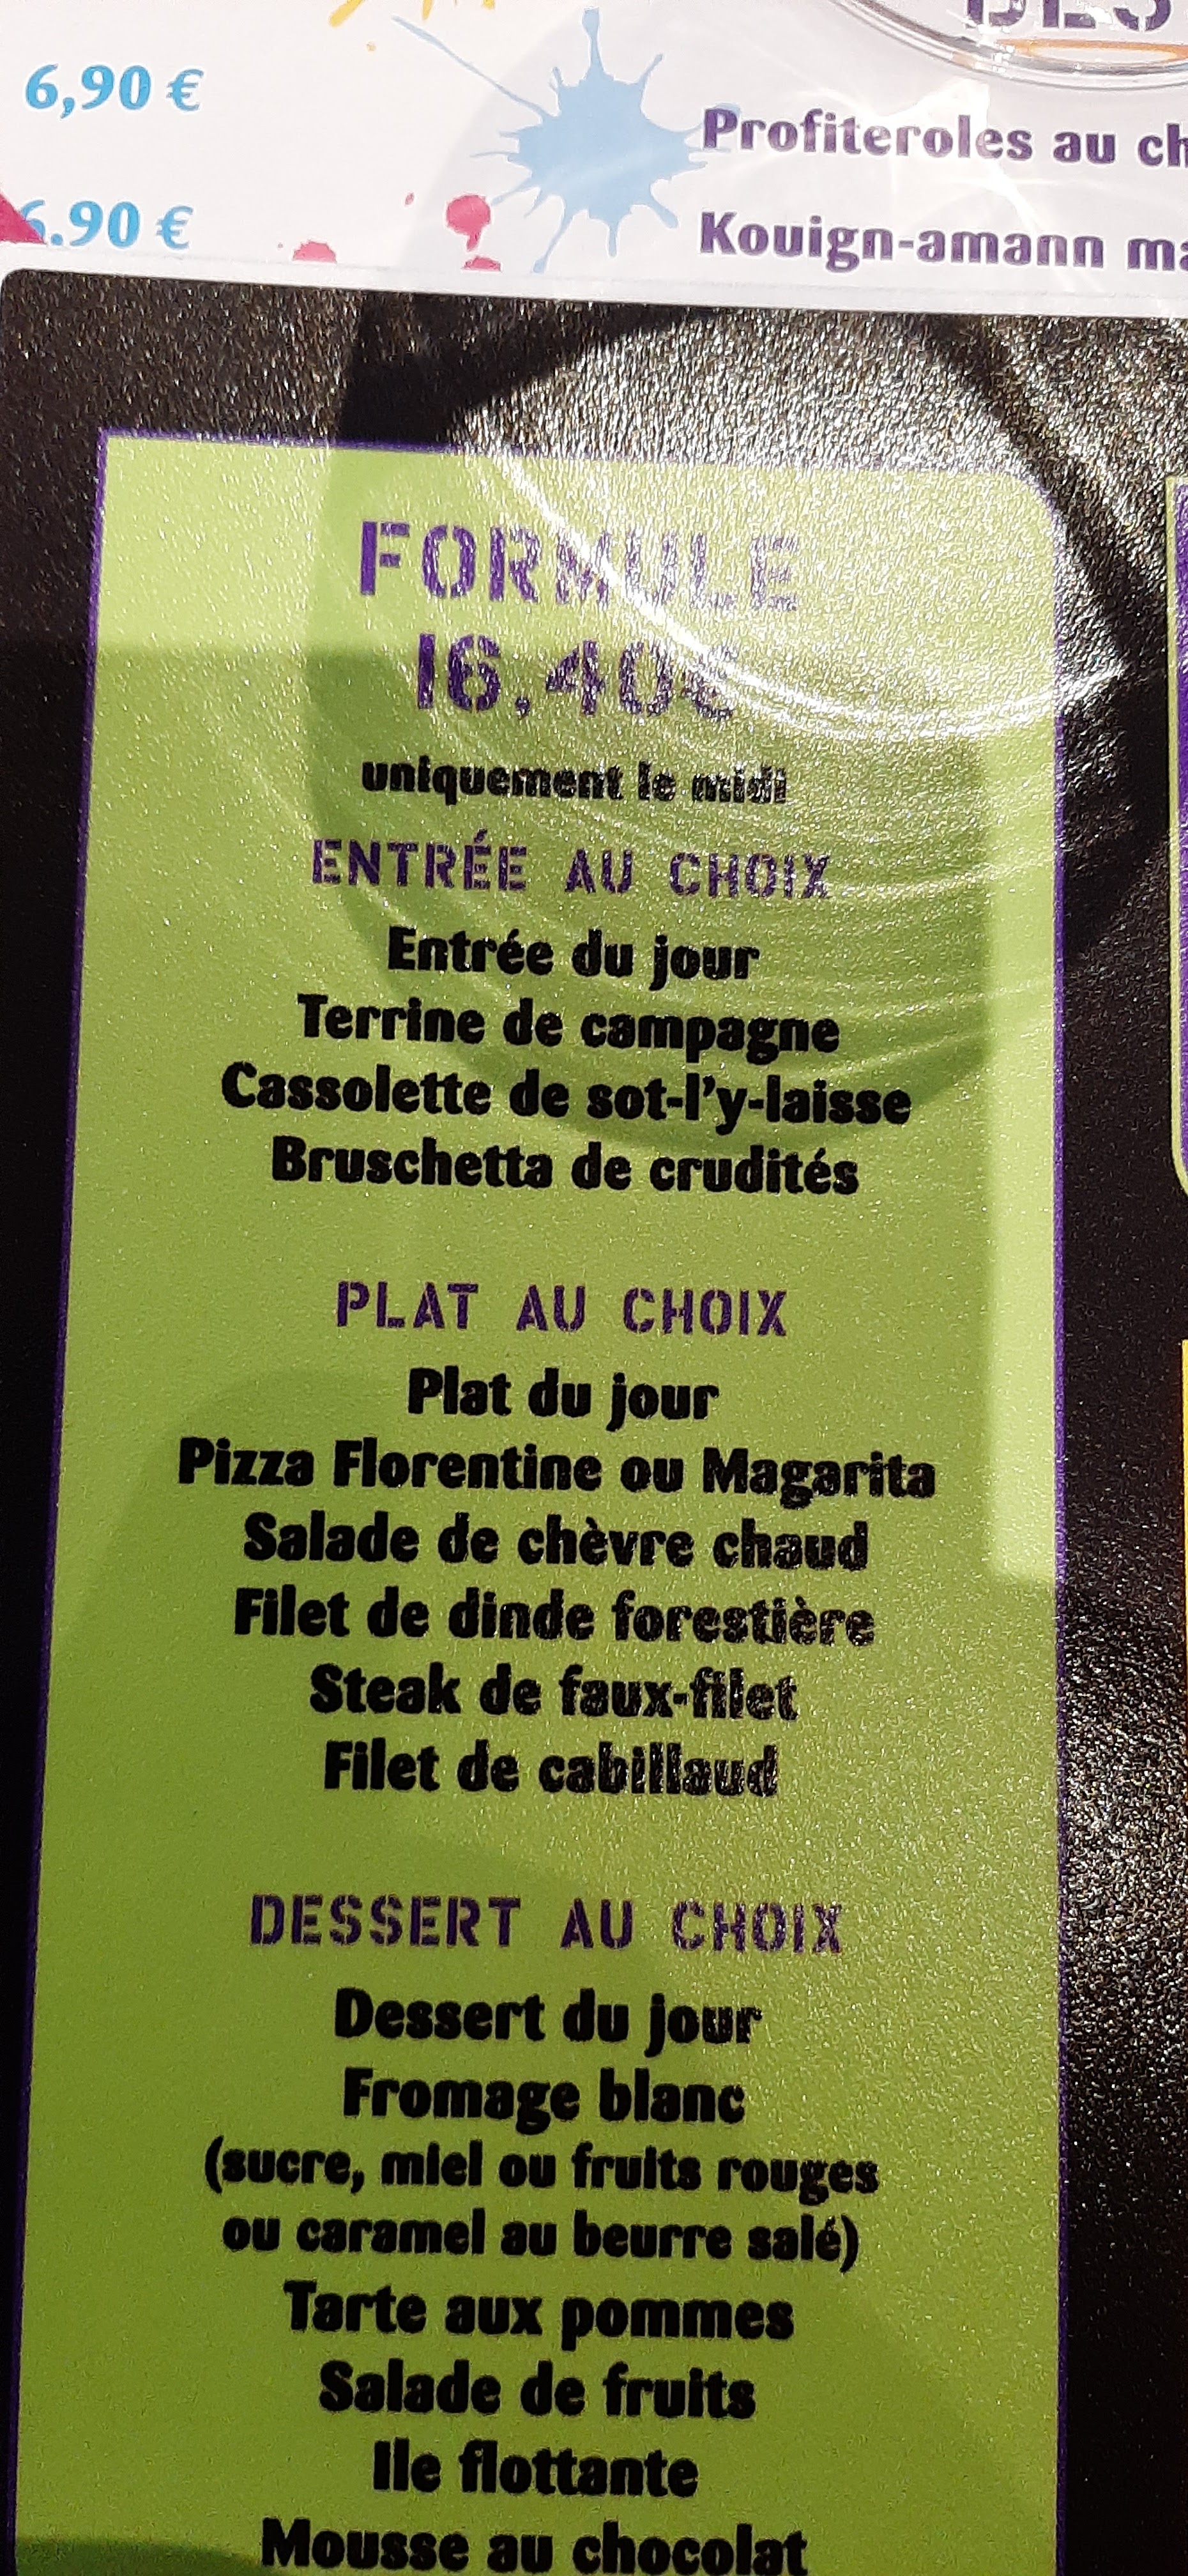 6,90 €
Profiteroles au
6.90 €
Kouign-amann
FORMULE
16,40€
uniquement le midi
ENTRÉE AU CHOIX
Entrée du jour
Terrine de campagne
Cassolette de sot-l'y-laisse
Bruschetta de crudités
PLAT AU CHOIX
Plat du jour
Pizza Florentine ou Magarita
Salade de chèvre chaud
Filet de dinde forestière
Steak de faux-filet
Filet de cabillaud
DESSERT AU CHOIX
Dessert du jour
Fromage blanc
(sucre, miel ou fruits rouges
ou caramel au beurre salé)
Tarte aux pommes
Salade de fruits
Ile flottante
Mousse au chocolat